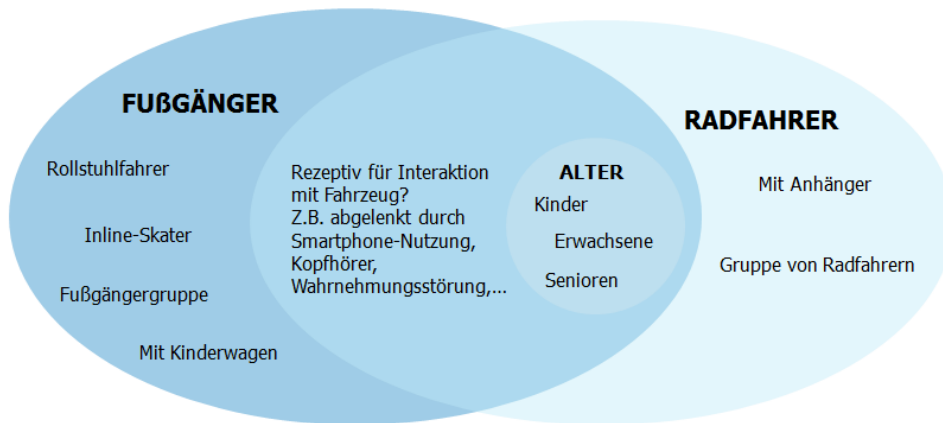 FUßGÄNGER
Rollstuhlfahrer
Inline-Skater
Fußgängergruppe
Mit Kinderwagen
Rezeptiv für Interaktion
mit Fahrzeug?
Z.B. abgelenkt durch
Smartphone-Nutzung,
Kopfhörer,
Wahrnehmungsstörung,...
ALTER
Kinder
Erwachsene
Senioren
RADFAHRER
Mit Anhänger
Gruppe von Radfahrern